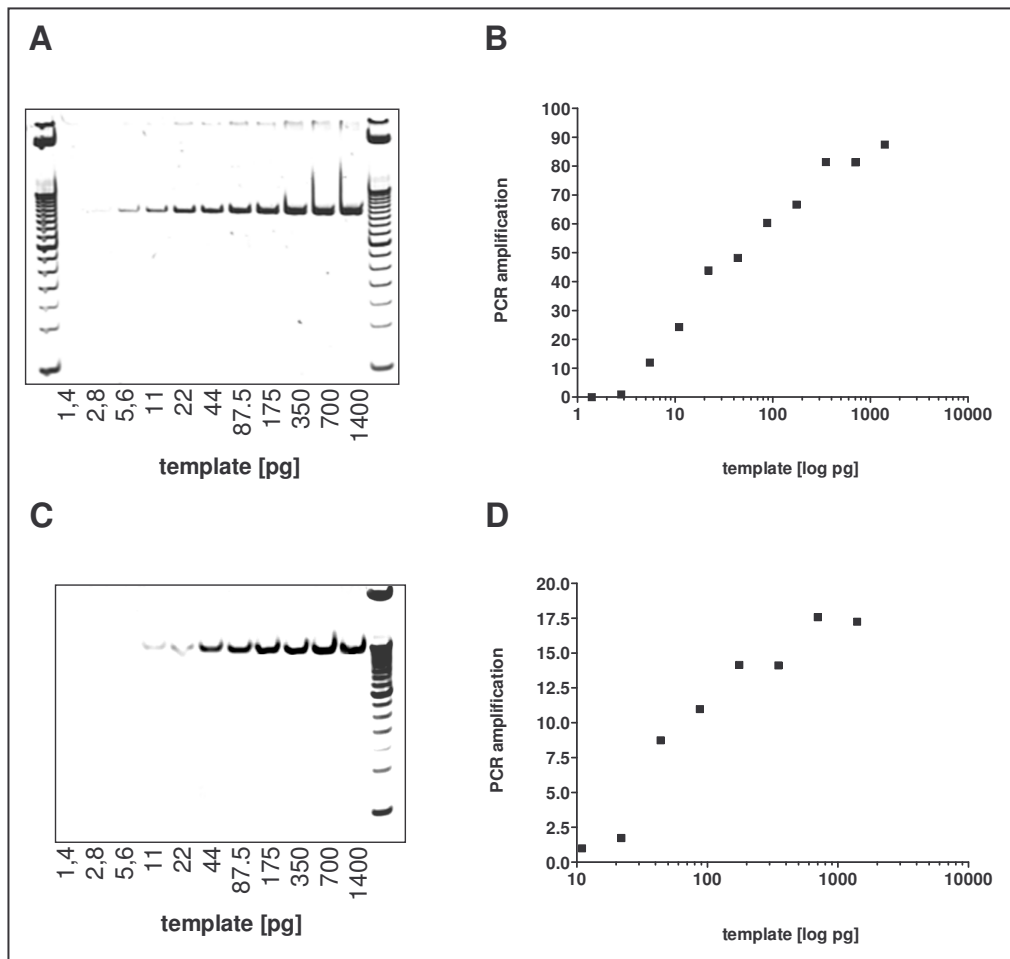 A
1,4 2,8 5,6 11 22 44 87.5 175 350 700 1400
template [pg]
B
PCR amplification
100
90
80
70
60
50
40
30
20
10
0
1 10 100 1000 10000
template [log pg]
C
1,4 2,8 5,6 11 22 44 87.5 175 350 700 1400
template [pg]
D
PCR amplification
20.0
17.5
15.0
12.5
10.0
7.5
5.0
2.5
0.0
10 100 1000 10000
template [log pg]